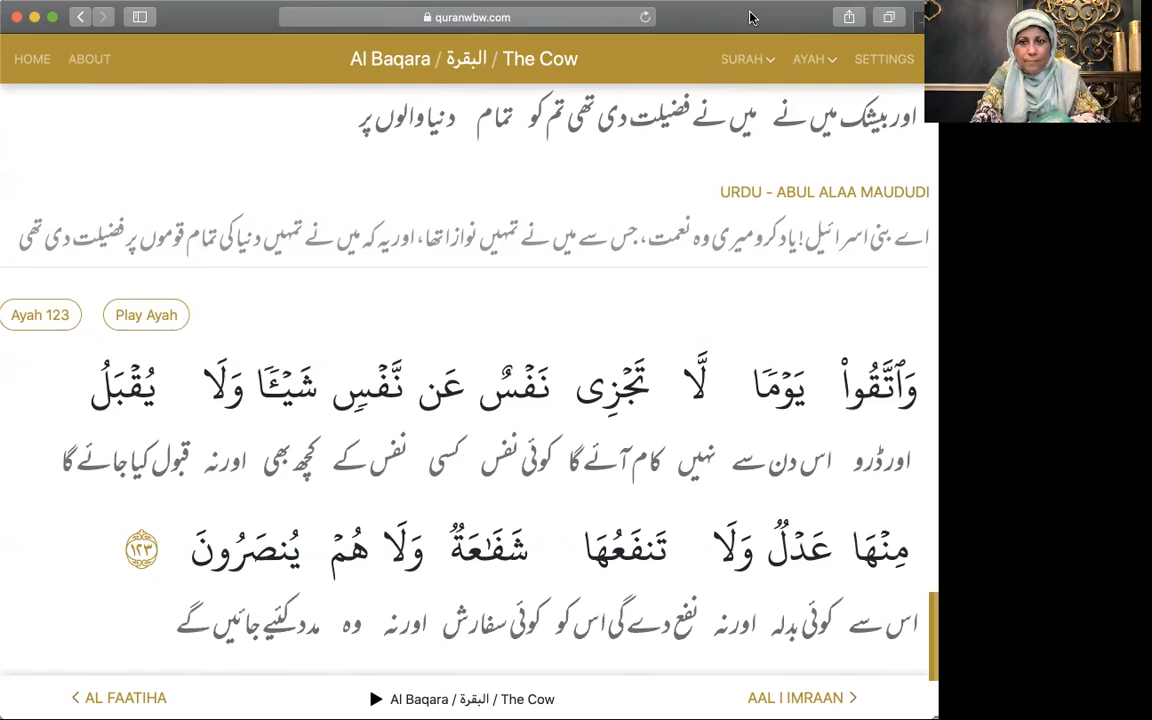 quranwbw.com
HOME ABOUT Al Baqara / البقرة / The Cow SURAH AYAH SETTINGS
اور بیشک میں نے میں نے فضیلت دی تھی تم کو تمام دنیا والوں پر
URDU - ABUL ALAA MAUDUDI
اے بنی اسرائیل! یاد کرو میری وہ نعمت، جس سے میں نے تمہیں نوازا تھا، اور یہ کہ میں نے تمہیں دنیا کی تمام قوموں پر فضیلت دی تھی
Ayah 123 Play Ayah
وَٱتَّقُوا۟ يَوْمًا لَّا تَجْزِى نَفْسٌ عَن نَّفْسٍ شَيْـًٔا وَلَا يُقْبَلُ
اور ڈرو اس دن سے نہیں کام آئے گا کوئی نفس کسی نفس کے کچھ بھی اور نہ قبول کیا جائے گا
مِنْهَا عَدْلٌ وَلَا تَنفَعُهَا شَفَـٰعَةٌ وَلَا هُمْ يُنصَرُونَ ١٢٣
اس سے کوئی بدلہ اور نہ نفع دے گی اس کو کوئی سفارش اور نہ وہ مدد کئیے جائیں گے
AL FAATIHA Al Baqara / البقرة / The Cow AAL I IMRAAN